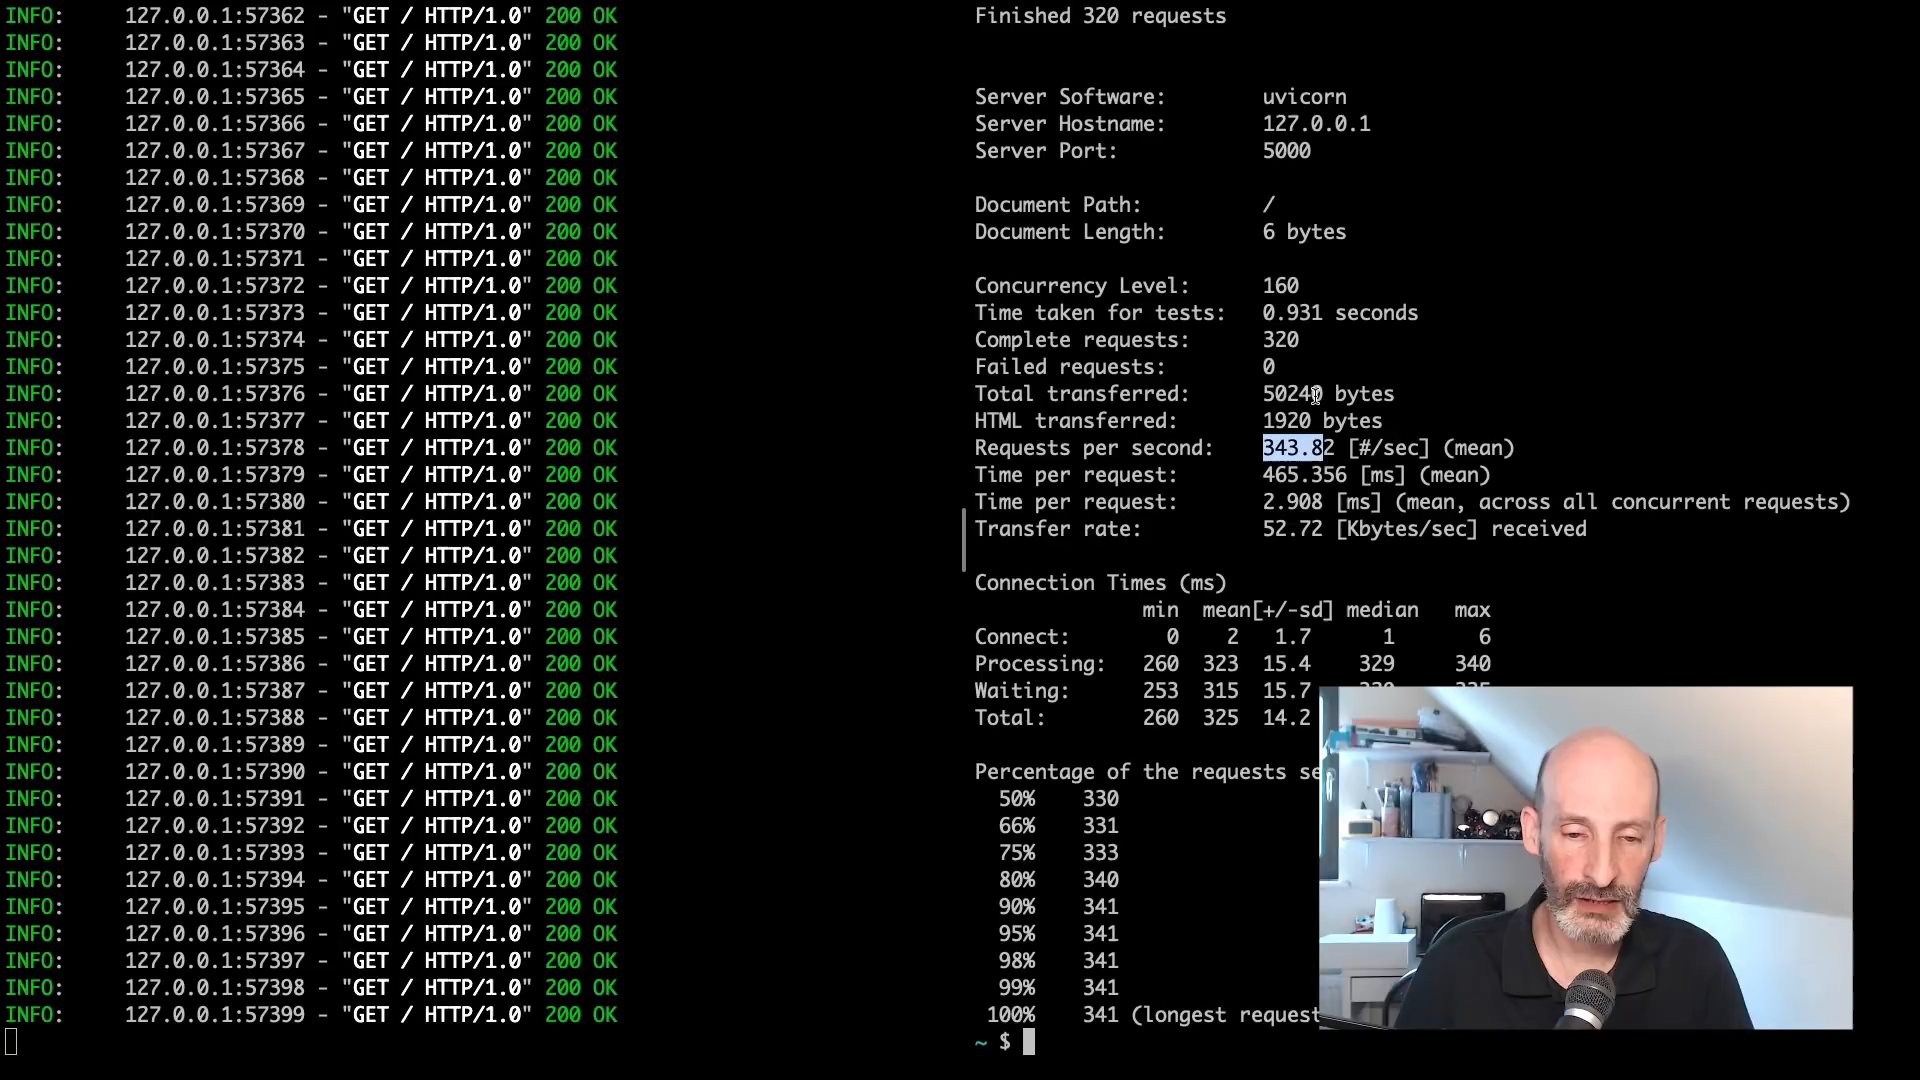 INFO: 127.0.0.1:57362 - "GET / HTTP/1.0" 200 OK
INFO: 127.0.0.1:57363 - "GET / HTTP/1.0" 200 OK
INFO: 127.0.0.1:57364 - "GET / HTTP/1.0" 200 OK
INFO: 127.0.0.1:57365 - "GET / HTTP/1.0" 200 OK
INFO: 127.0.0.1:57366 - "GET / HTTP/1.0" 200 OK
INFO: 127.0.0.1:57367 - "GET / HTTP/1.0" 200 OK
INFO: 127.0.0.1:57368 - "GET / HTTP/1.0" 200 OK
INFO: 127.0.0.1:57369 - "GET / HTTP/1.0" 200 OK
INFO: 127.0.0.1:57370 - "GET / HTTP/1.0" 200 OK
INFO: 127.0.0.1:57371 - "GET / HTTP/1.0" 200 OK
INFO: 127.0.0.1:57372 - "GET / HTTP/1.0" 200 OK
INFO: 127.0.0.1:57373 - "GET / HTTP/1.0" 200 OK
INFO: 127.0.0.1:57374 - "GET / HTTP/1.0" 200 OK
INFO: 127.0.0.1:57375 - "GET / HTTP/1.0" 200 OK
INFO: 127.0.0.1:57376 - "GET / HTTP/1.0" 200 OK
INFO: 127.0.0.1:57377 - "GET / HTTP/1.0" 200 OK
INFO: 127.0.0.1:57378 - "GET / HTTP/1.0" 200 OK
INFO: 127.0.0.1:57379 - "GET / HTTP/1.0" 200 OK
INFO: 127.0.0.1:57380 - "GET / HTTP/1.0" 200 OK
INFO: 127.0.0.1:57381 - "GET / HTTP/1.0" 200 OK
INFO: 127.0.0.1:57382 - "GET / HTTP/1.0" 200 OK
INFO: 127.0.0.1:57383 - "GET / HTTP/1.0" 200 OK
INFO: 127.0.0.1:57384 - "GET / HTTP/1.0" 200 OK
INFO: 127.0.0.1:57385 - "GET / HTTP/1.0" 200 OK
INFO: 127.0.0.1:57386 - "GET / HTTP/1.0" 200 OK
INFO: 127.0.0.1:57387 - "GET / HTTP/1.0" 200 OK
INFO: 127.0.0.1:57388 - "GET / HTTP/1.0" 200 OK
INFO: 127.0.0.1:57389 - "GET / HTTP/1.0" 200 OK
INFO: 127.0.0.1:57390 - "GET / HTTP/1.0" 200 OK
INFO: 127.0.0.1:57391 - "GET / HTTP/1.0" 200 OK
INFO: 127.0.0.1:57392 - "GET / HTTP/1.0" 200 OK
INFO: 127.0.0.1:57393 - "GET / HTTP/1.0" 200 OK
INFO: 127.0.0.1:57394 - "GET / HTTP/1.0" 200 OK
INFO: 127.0.0.1:57395 - "GET / HTTP/1.0" 200 OK
INFO: 127.0.0.1:57396 - "GET / HTTP/1.0" 200 OK
INFO: 127.0.0.1:57397 - "GET / HTTP/1.0" 200 OK
INFO: 127.0.0.1:57398 - "GET / HTTP/1.0" 200 OK
INFO: 127.0.0.1:57399 - "GET / HTTP/1.0" 200 OK
Finished 320 requests
Server Software: uvicorn
Server Hostname: 127.0.0.1
Server Port: 5000
Document Path: /
Document Length: 6 bytes
Concurrency Level: 160
Time taken for tests: 0.931 seconds
Complete requests: 320
Failed requests: 0
Total transferred: 50240 bytes
HTML transferred: 1920 bytes
Requests per second: 343.82 [#/sec] (mean)
Time per request: 465.356 [ms] (mean)
Time per request: 2.908 [ms] (mean, across all concurrent requests)
Transfer rate: 52.72 [Kbytes/sec] received
Connection Times (ms)
min mean[+/-sd] median max
Connect: 0 2 1.7 1 6
Processing: 260 323 15.4 329 340
Waiting: 253 315 15.7
Total: 260 325 14.2
Percentage of the requests se
50% 330
66% 331
75% 333
80% 340
90% 341
95% 341
98% 341
99% 341
100% 341 (longest request
~ $